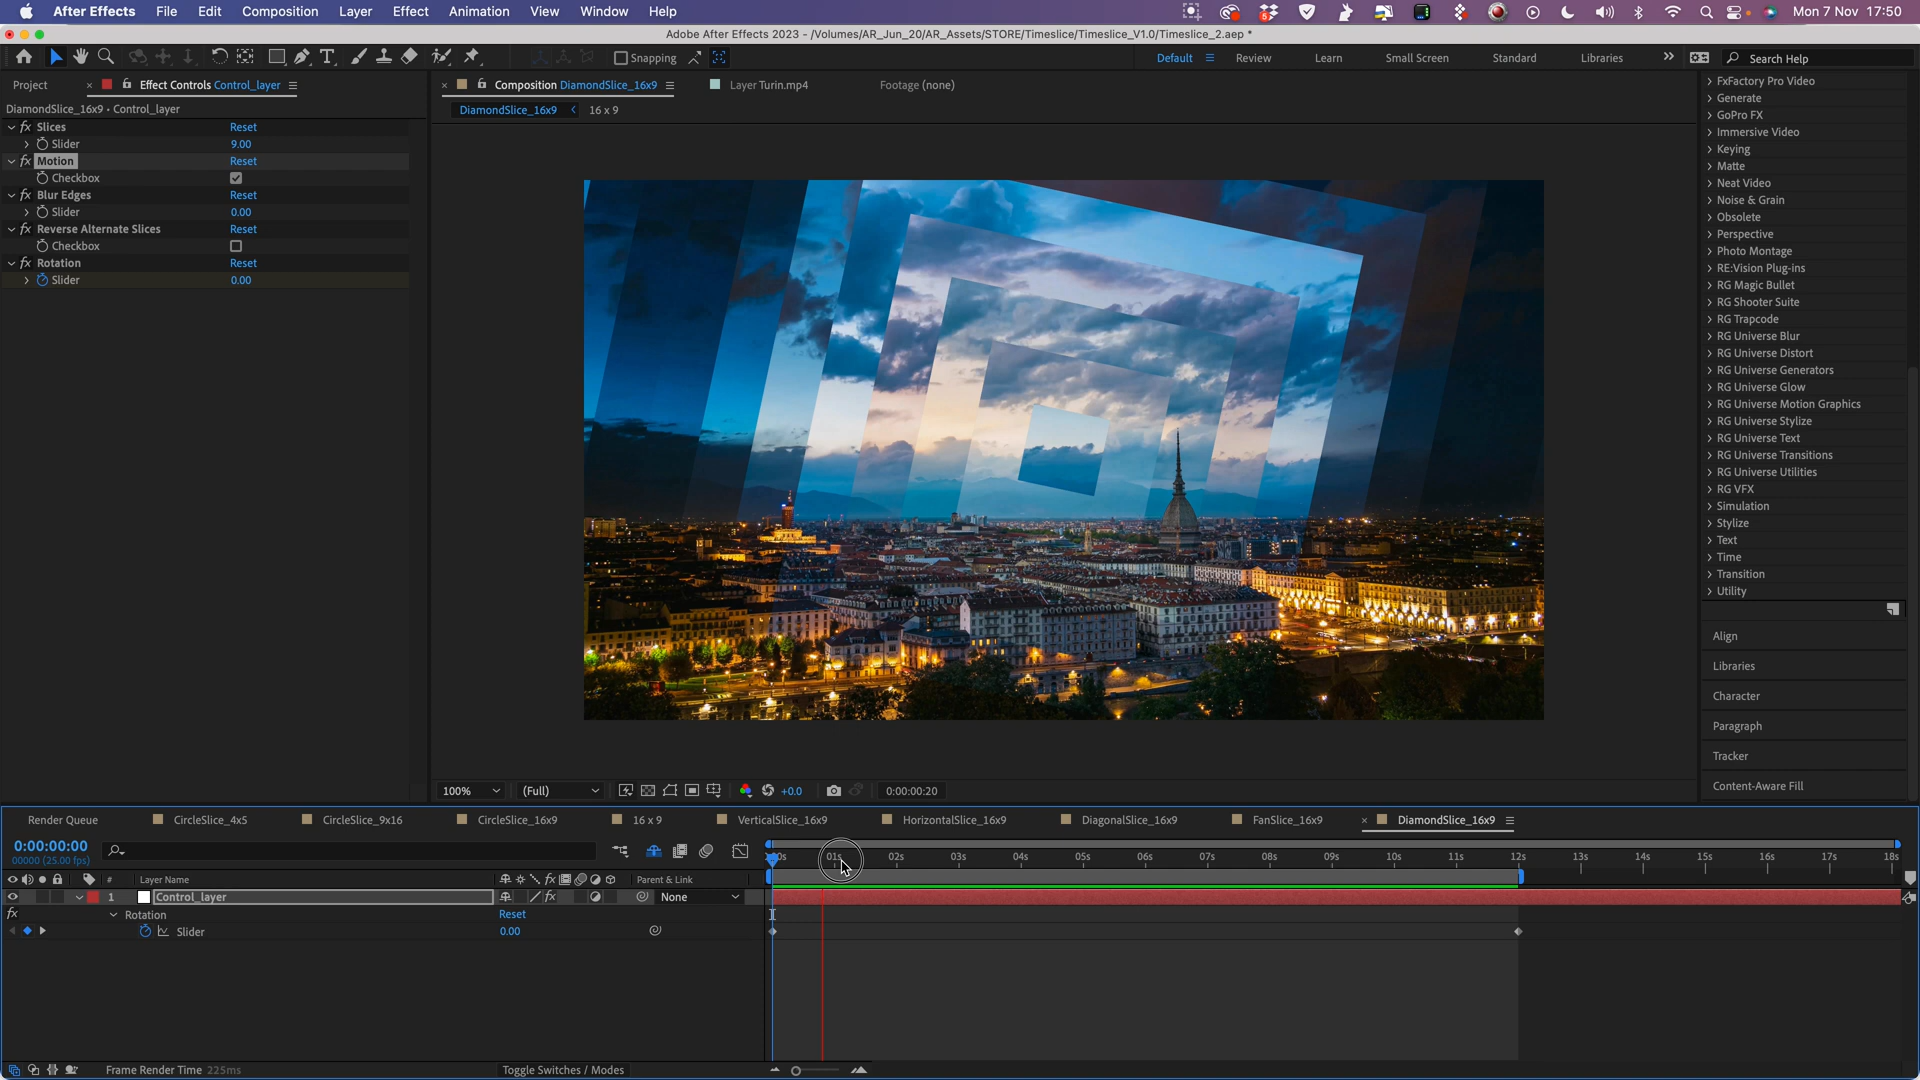 After Effects File Edit Composition Layer Effect Animation View Window Help Mon 7 Nov 17:50
Adobe After Effects 2023 - /Volumes/AR_Jun_20/AR_Assets/STORE/Timeslice/Timeslice_V1.0/Timeslice_2.aep *
Snapping Default Review Learn Small Screen Standard Libraries Search Help
Project Effect Controls Control_layer Composition DiamondSlice_16x9 Layer Turin.mp4 Footage (none)
DiamondSlice_16x9 • Control_layer
DiamondSlice_16x9 16 x 9
fx Slices Reset
Slider 9.00
fx Motion Reset
Checkbox
fx Blur Edges Reset
Slider 0.00
fx Reverse Alternate Slices Reset
Checkbox
fx Rotation Reset
Slider 0.00
FxFactory Pro Video
Generate
GoPro FX
Immersive Video
Keying
Matte
Neat Video
Noise & Grain
Obsolete
Perspective
Photo Montage
RE:Vision Plug-ins
RG Magic Bullet
RG Shooter Suite
RG Trapcode
RG Universe Blur
RG Universe Distort
RG Universe Generators
RG Universe Glow
RG Universe Motion Graphics
RG Universe Stylize
RG Universe Text
RG Universe Transitions
RG Universe Utilities
RG VFX
Simulation
Stylize
Text
Time
Transition
Utility
Align
Libraries
Character
Paragraph
Tracker
Content-Aware Fill
100% (Full) +0.0 0:00:00:20
Render Queue CircleSlice_4x5 CircleSlice_9x16 CircleSlice_16x9 16 x 9 VerticalSlice_16x9 HorizontalSlice_16x9 DiagonalSlice_16x9 FanSlice_16x9 DiamondSlice_16x9
0:00:00:00
00000 (25.00 fps)
01s 02s 03s 04s 05s 06s 07s 08s 09s 10s 11s 12s 13s 14s 15s 16s 17s 18s
# Layer Name fx Parent & Link
1 Control_layer fx None
fx Rotation Reset
Slider 0.00
Frame Render Time 225ms Toggle Switches / Modes